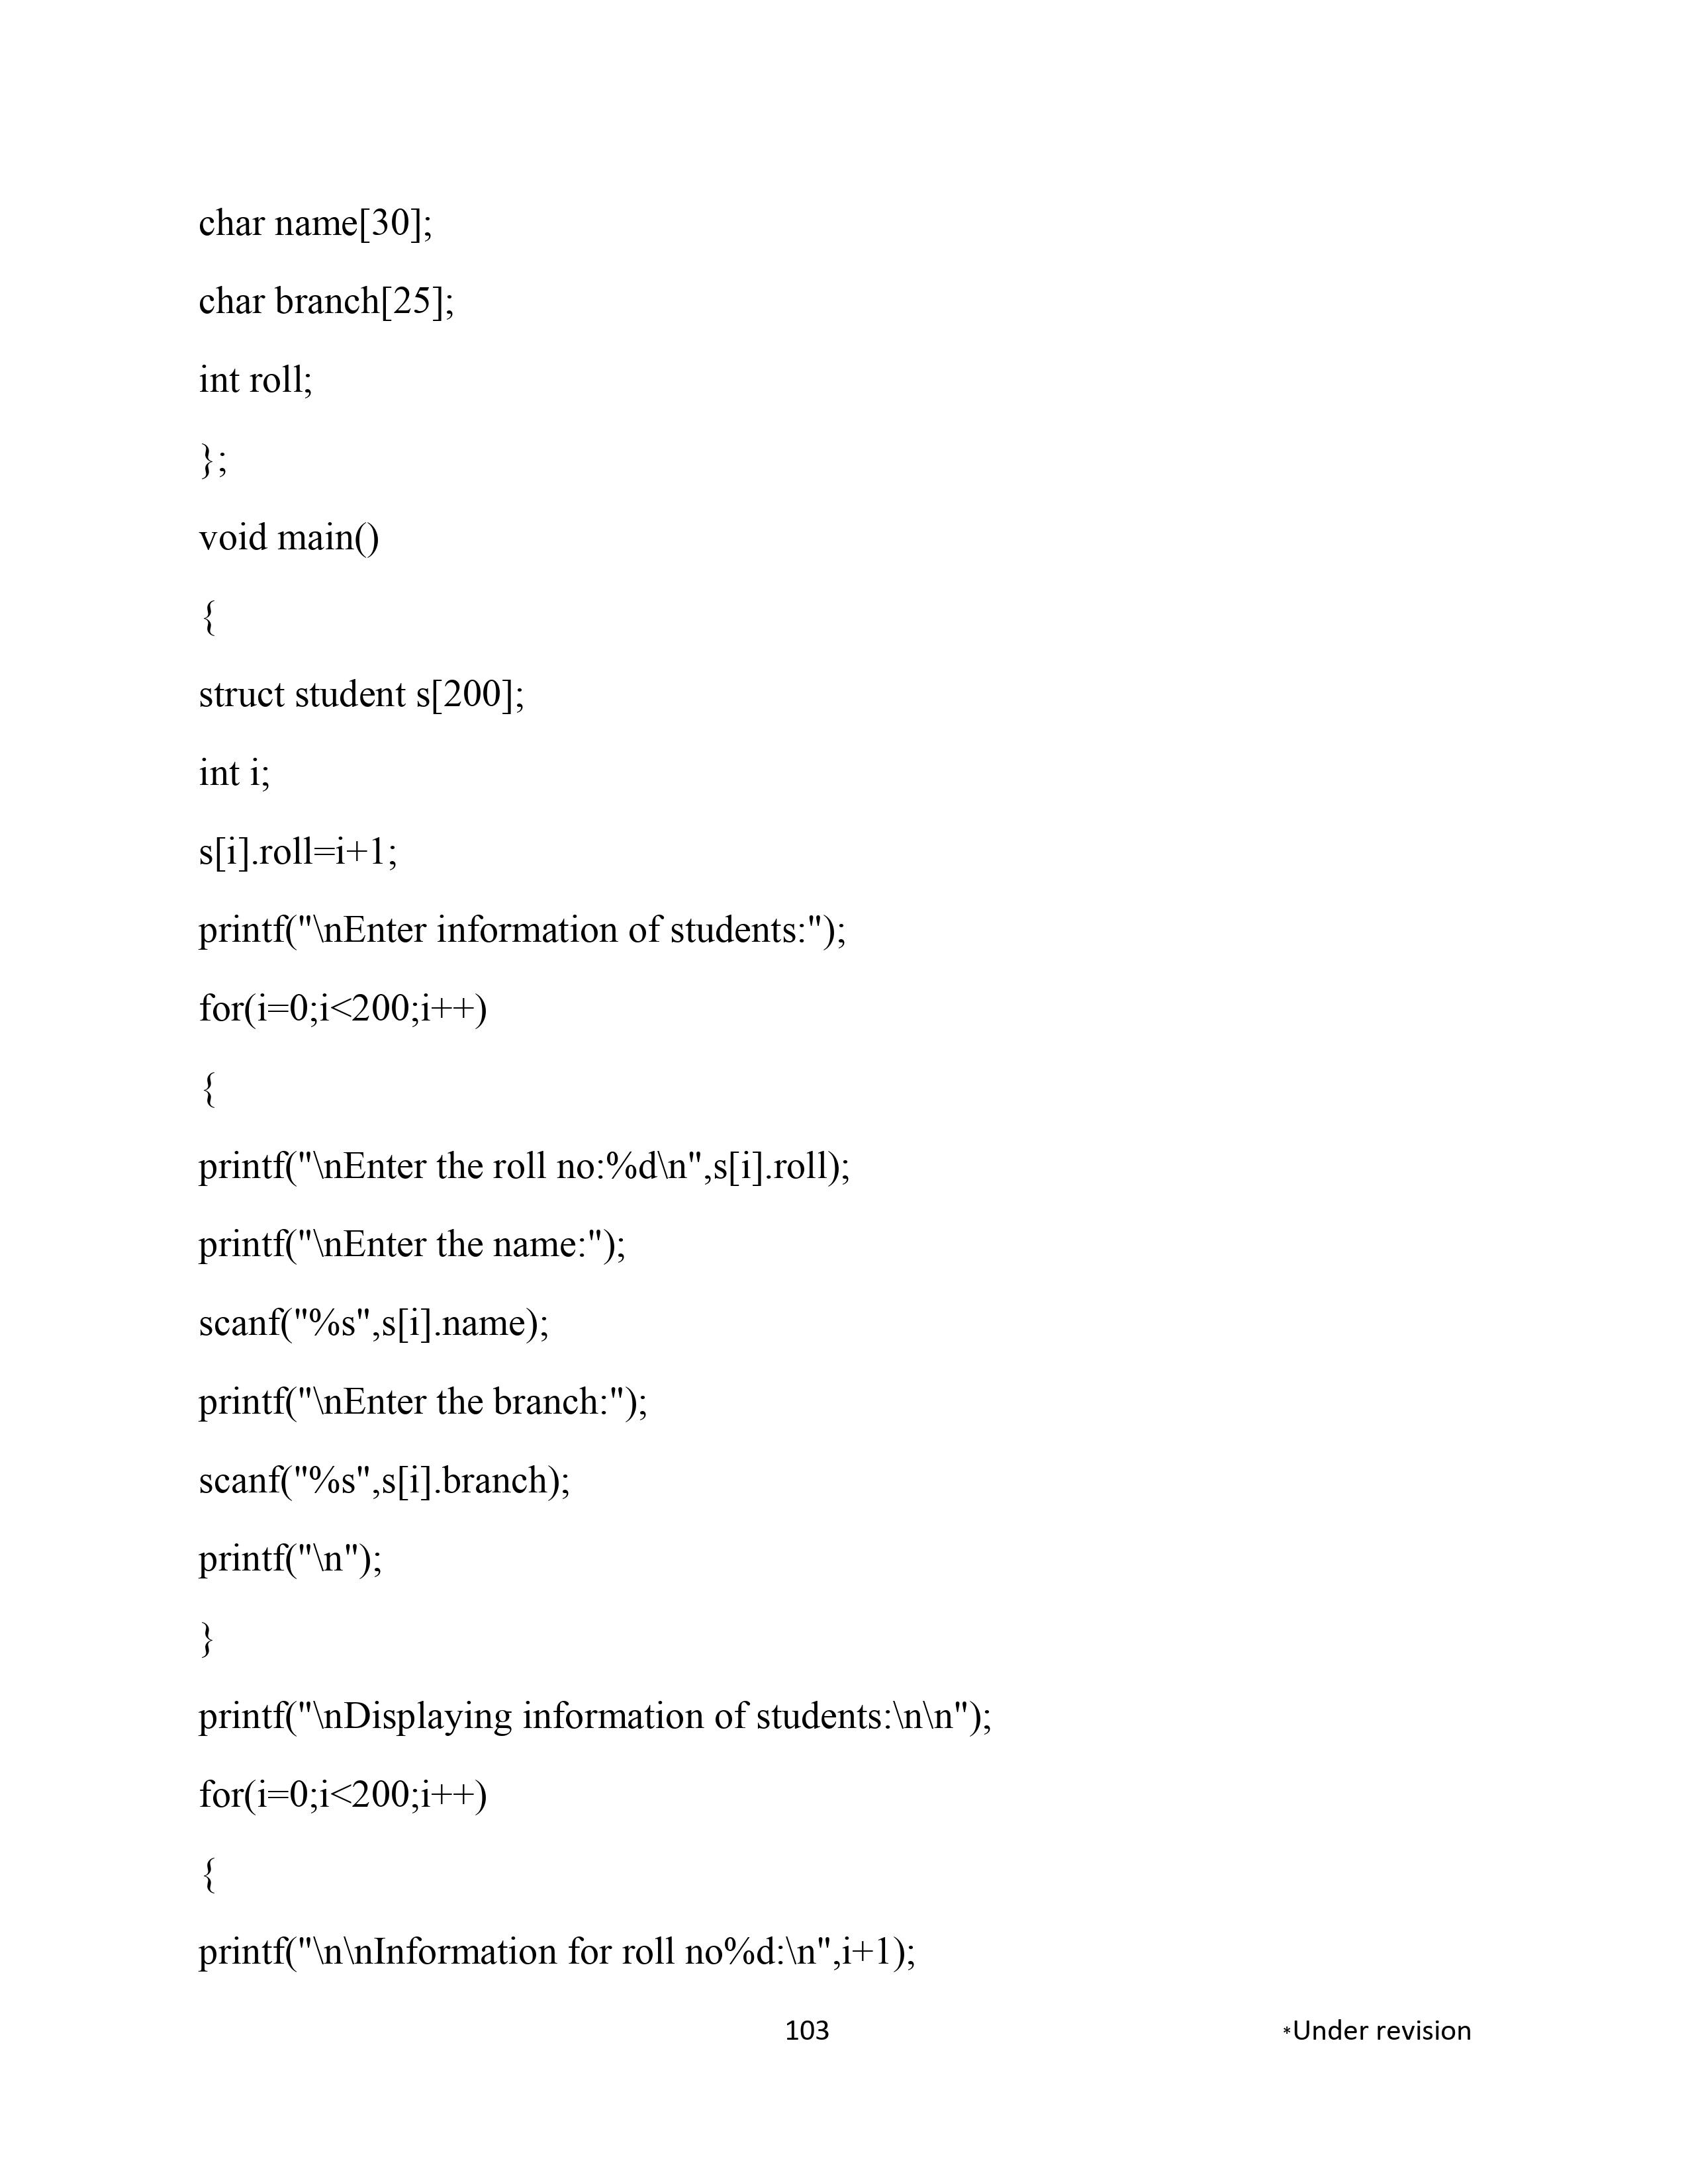 char name[30];
char branch[25];
int roll;
};
void main()
{
struct student s[200];
int i;
s[i].roll=i+1;
printf("\nEnter information of students:");
for(i=0;i<200;i++)
{
printf("\nEnter the roll no:%d\n",s[i].roll);
printf("\nEnter the name:");
scanf("%s",s[i].name);
printf("\nEnter the branch:");
scanf("%s",s[i].branch);
printf("\n");
}
printf("\nDisplaying information of students:\n\n");
for(i=0;i<200;i++)
{
printf("\n\nInformation for roll no%d:\n",i+1);
103 *Under revision